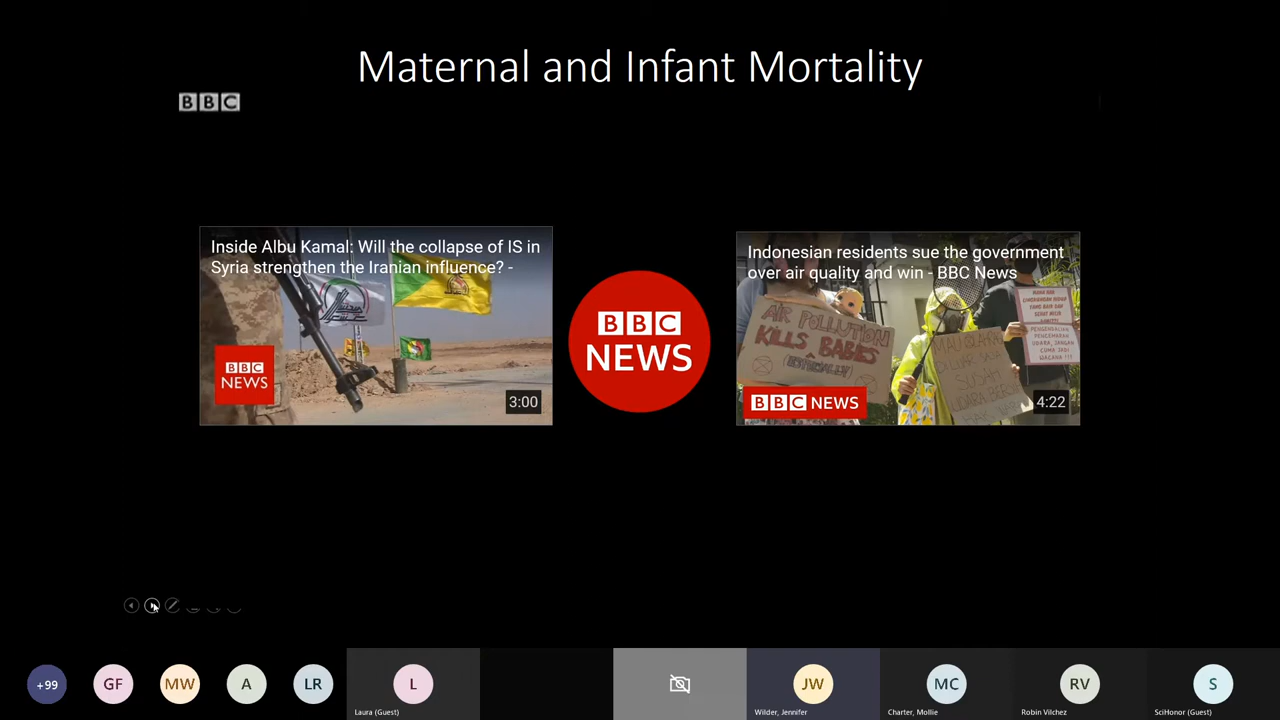 Maternal and Infant Mortality
BBC
Inside Albu Kamal: Will the collapse of IS in
Syria strengthen the Iranian influence? -
BBC
NEWS
3:00
BBC
NEWS
Indonesian residents sue the government
over air quality and win - BBC News
AIR POLLUTION
KILLS BABIES
BBC NEWS
4:22
+99
GF
MW
A
LR
L
Laura (Guest)
JW
Wilder, Jennifer
MC
Charter, Mollie
RV
Robin Vilchez
S
SciHonor (Guest)